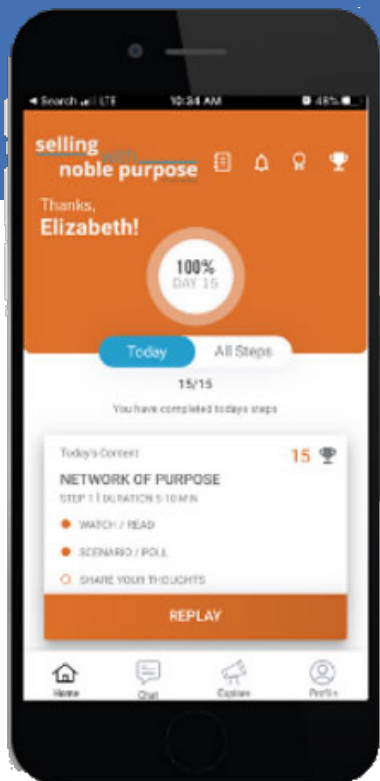 Search LTE 10:34 AM 48%
selling
with
noble purpose
Thanks,
Elizabeth!
100%
DAY 15
Today All Steps
15/15
You have completed todays steps
Today's Content 15
NETWORK OF PURPOSE
STEP 1 | DURATION 5-10 MIN
WATCH / READ
SCENARIO / POLL
SHARE YOUR THOUGHTS
REPLAY
Home Chat Explore Profile